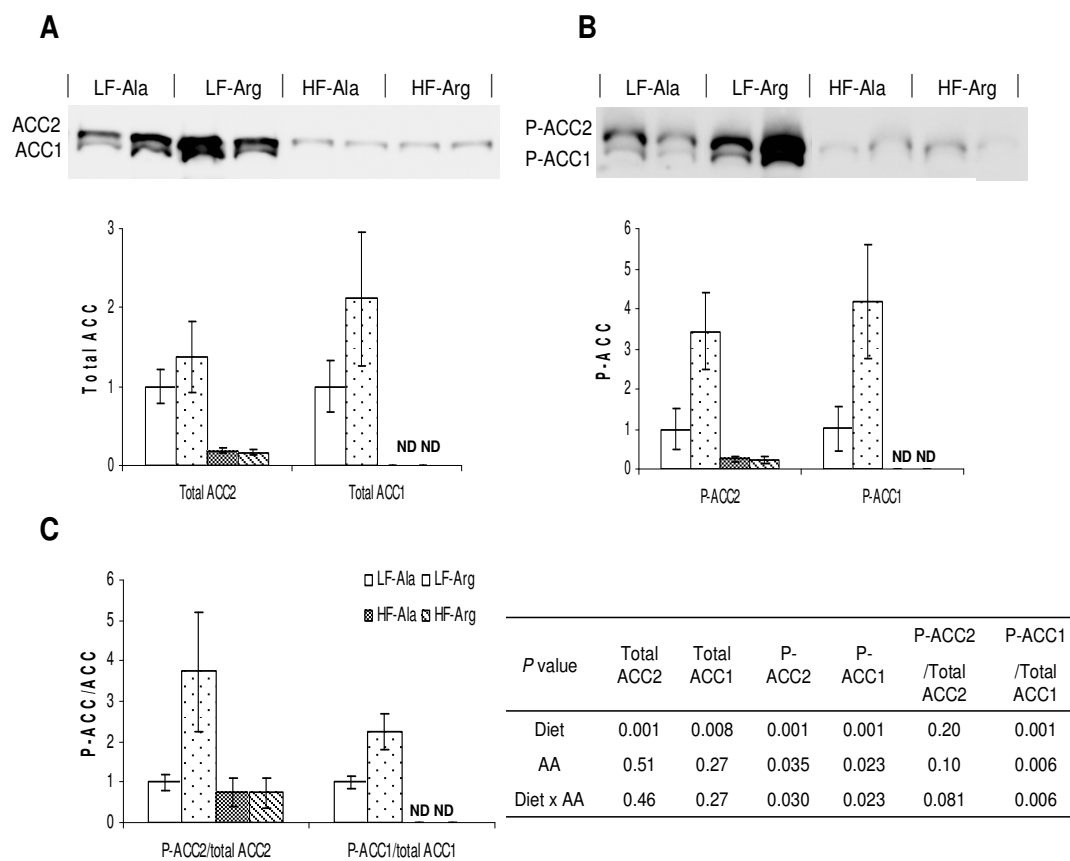 A
B
LF-Ala LF-Arg HF-Ala HF-Arg
LF-Ala LF-Arg HF-Ala HF-Arg
ACC2
ACC1
P-ACC2
P-ACC1
3
2
1
0
Total ACC
ND ND
Total ACC2 Total ACC1
6
5
4
3
2
1
0
P-ACC
ND ND
P-ACC2 P-ACC1
C
6
5
4
3
2
1
0
P-ACC/ACC
LF-Ala LF-Arg
HF-Ala HF-Arg
ND ND
P-ACC2/total ACC2 P-ACC1/total ACC1
P value Total ACC2 Total ACC1 P-ACC2 P-ACC1 P-ACC2/Total ACC2 P-ACC1/Total ACC1
Diet 0.001 0.008 0.001 0.001 0.20 0.001
AA 0.51 0.27 0.035 0.023 0.10 0.006
Diet x AA 0.46 0.27 0.030 0.023 0.081 0.006